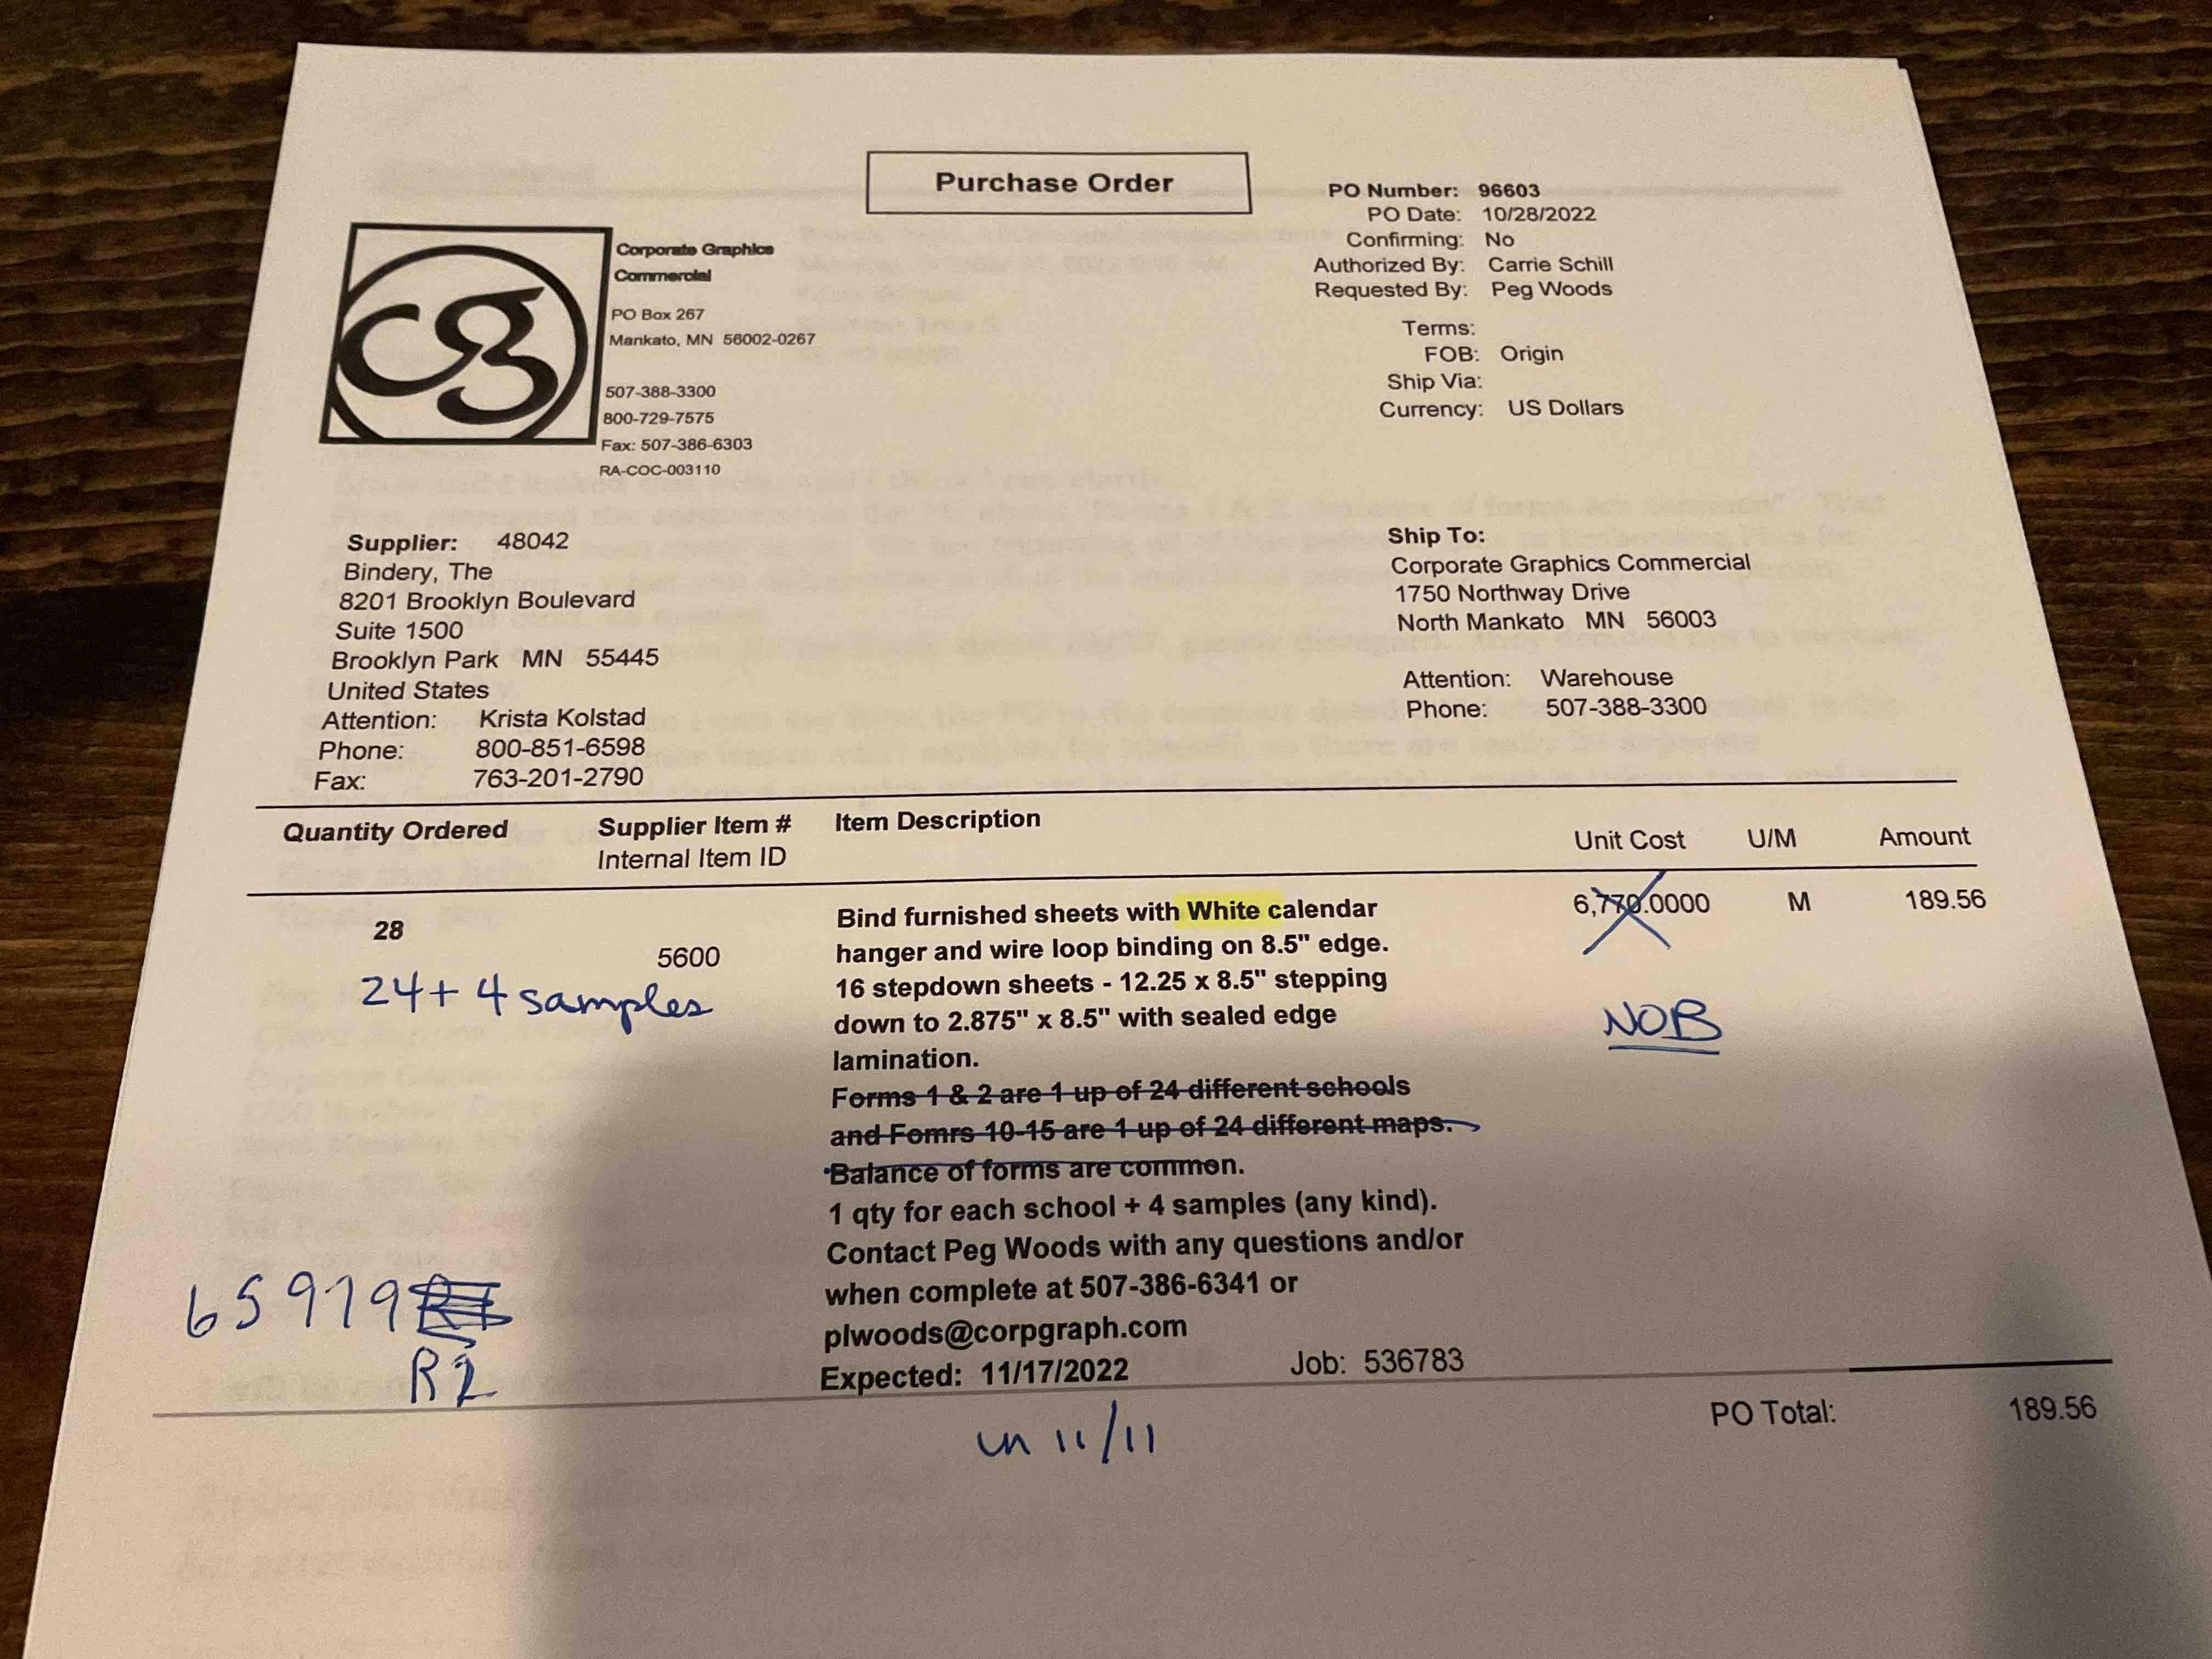 Purchase Order
cg
Corporate Graphics
Commercial
PO Box 267
Mankato, MN 56002-0267
507-388-3300
800-729-7575
Fax: 507-386-6303
RA-COC-003110
PO Number: 96603
PO Date: 10/28/2022
Confirming: No
Authorized By: Carrie Schill
Requested By: Peg Woods
Terms:
FOB: Origin
Ship Via:
Currency: US Dollars
Supplier: 48042
Bindery, The
8201 Brooklyn Boulevard
Suite 1500
Brooklyn Park MN 55445
United States
Attention: Krista Kolstad
Phone: 800-851-6598
Fax: 763-201-2790
Ship To:
Corporate Graphics Commercial
1750 Northway Drive
North Mankato MN 56003
Attention: Warehouse
Phone: 507-388-3300
Quantity Ordered Supplier Item # Item Description Unit Cost U/M Amount
Internal Item ID
28 5600 6,770.0000 M 189.56
24 + 4 samples
NOB
Bind furnished sheets with White calendar
hanger and wire loop binding on 8.5" edge.
16 stepdown sheets - 12.25 x 8.5" stepping
down to 2.875" x 8.5" with sealed edge
lamination.
Forms 1 & 2 are 1 up of 24 different schools
and Fomrs 10-15 are 1 up of 24 different maps.
Balance of forms are common.
1 qty for each school + 4 samples (any kind).
Contact Peg Woods with any questions and/or
when complete at 507-386-6341 or
plwoods@corpgraph.com
Expected: 11/17/2022 Job: 536783
65979
R2
PO Total: 189.56
in 11/11